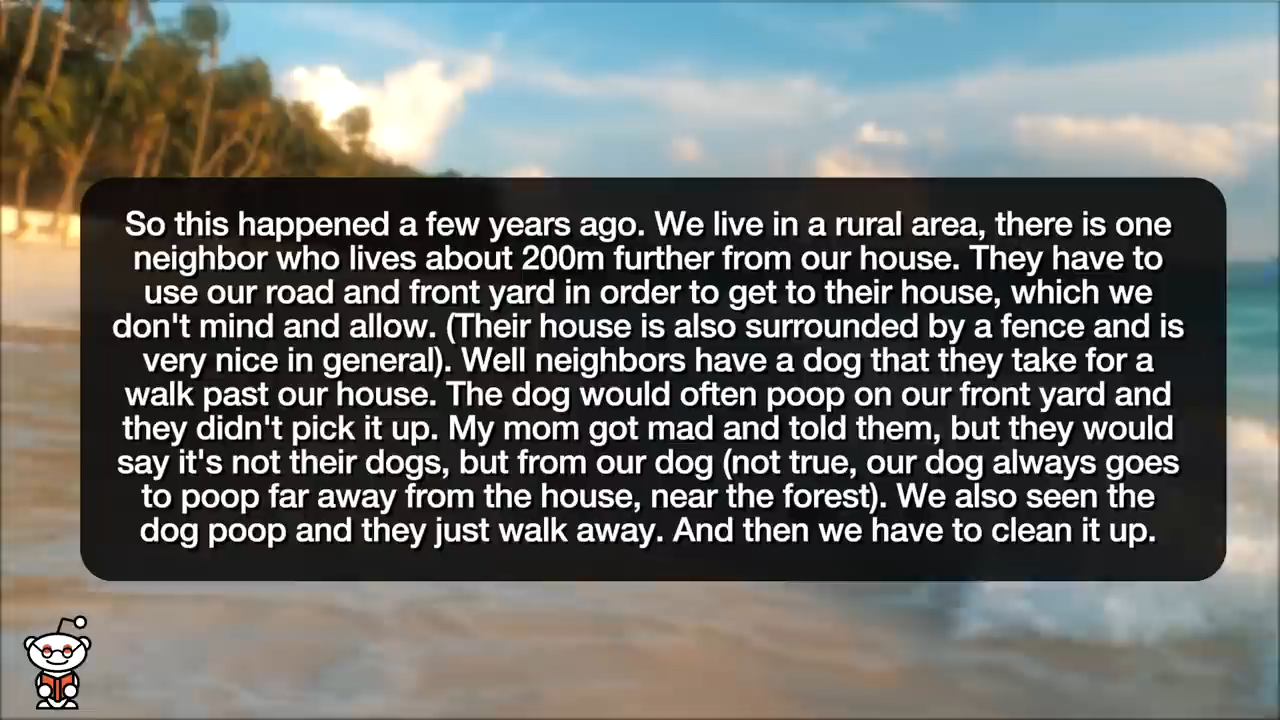 So this happened a few years ago. We live in a rural area, there is one
neighbor who lives about 200m further from our house. They have to
use our road and front yard in order to get to their house, which we
don't mind and allow. (Their house is also surrounded by a fence and is
very nice in general). Well neighbors have a dog that they take for a
walk past our house. The dog would often poop on our front yard and
they didn't pick it up. My mom got mad and told them, but they would
say it's not their dogs, but from our dog (not true, our dog always goes
to poop far away from the house, near the forest). We also seen the
dog poop and they just walk away. And then we have to clean it up.